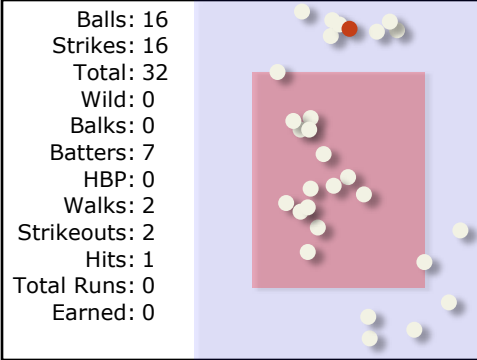 Balls: 16
Strikes: 16
Total: 32
Wild: 0
Balks: 0
Batters: 7
HBP: 0
Walks: 2
Strikeouts: 2
Hits: 1
Total Runs: 0
Earned: 0